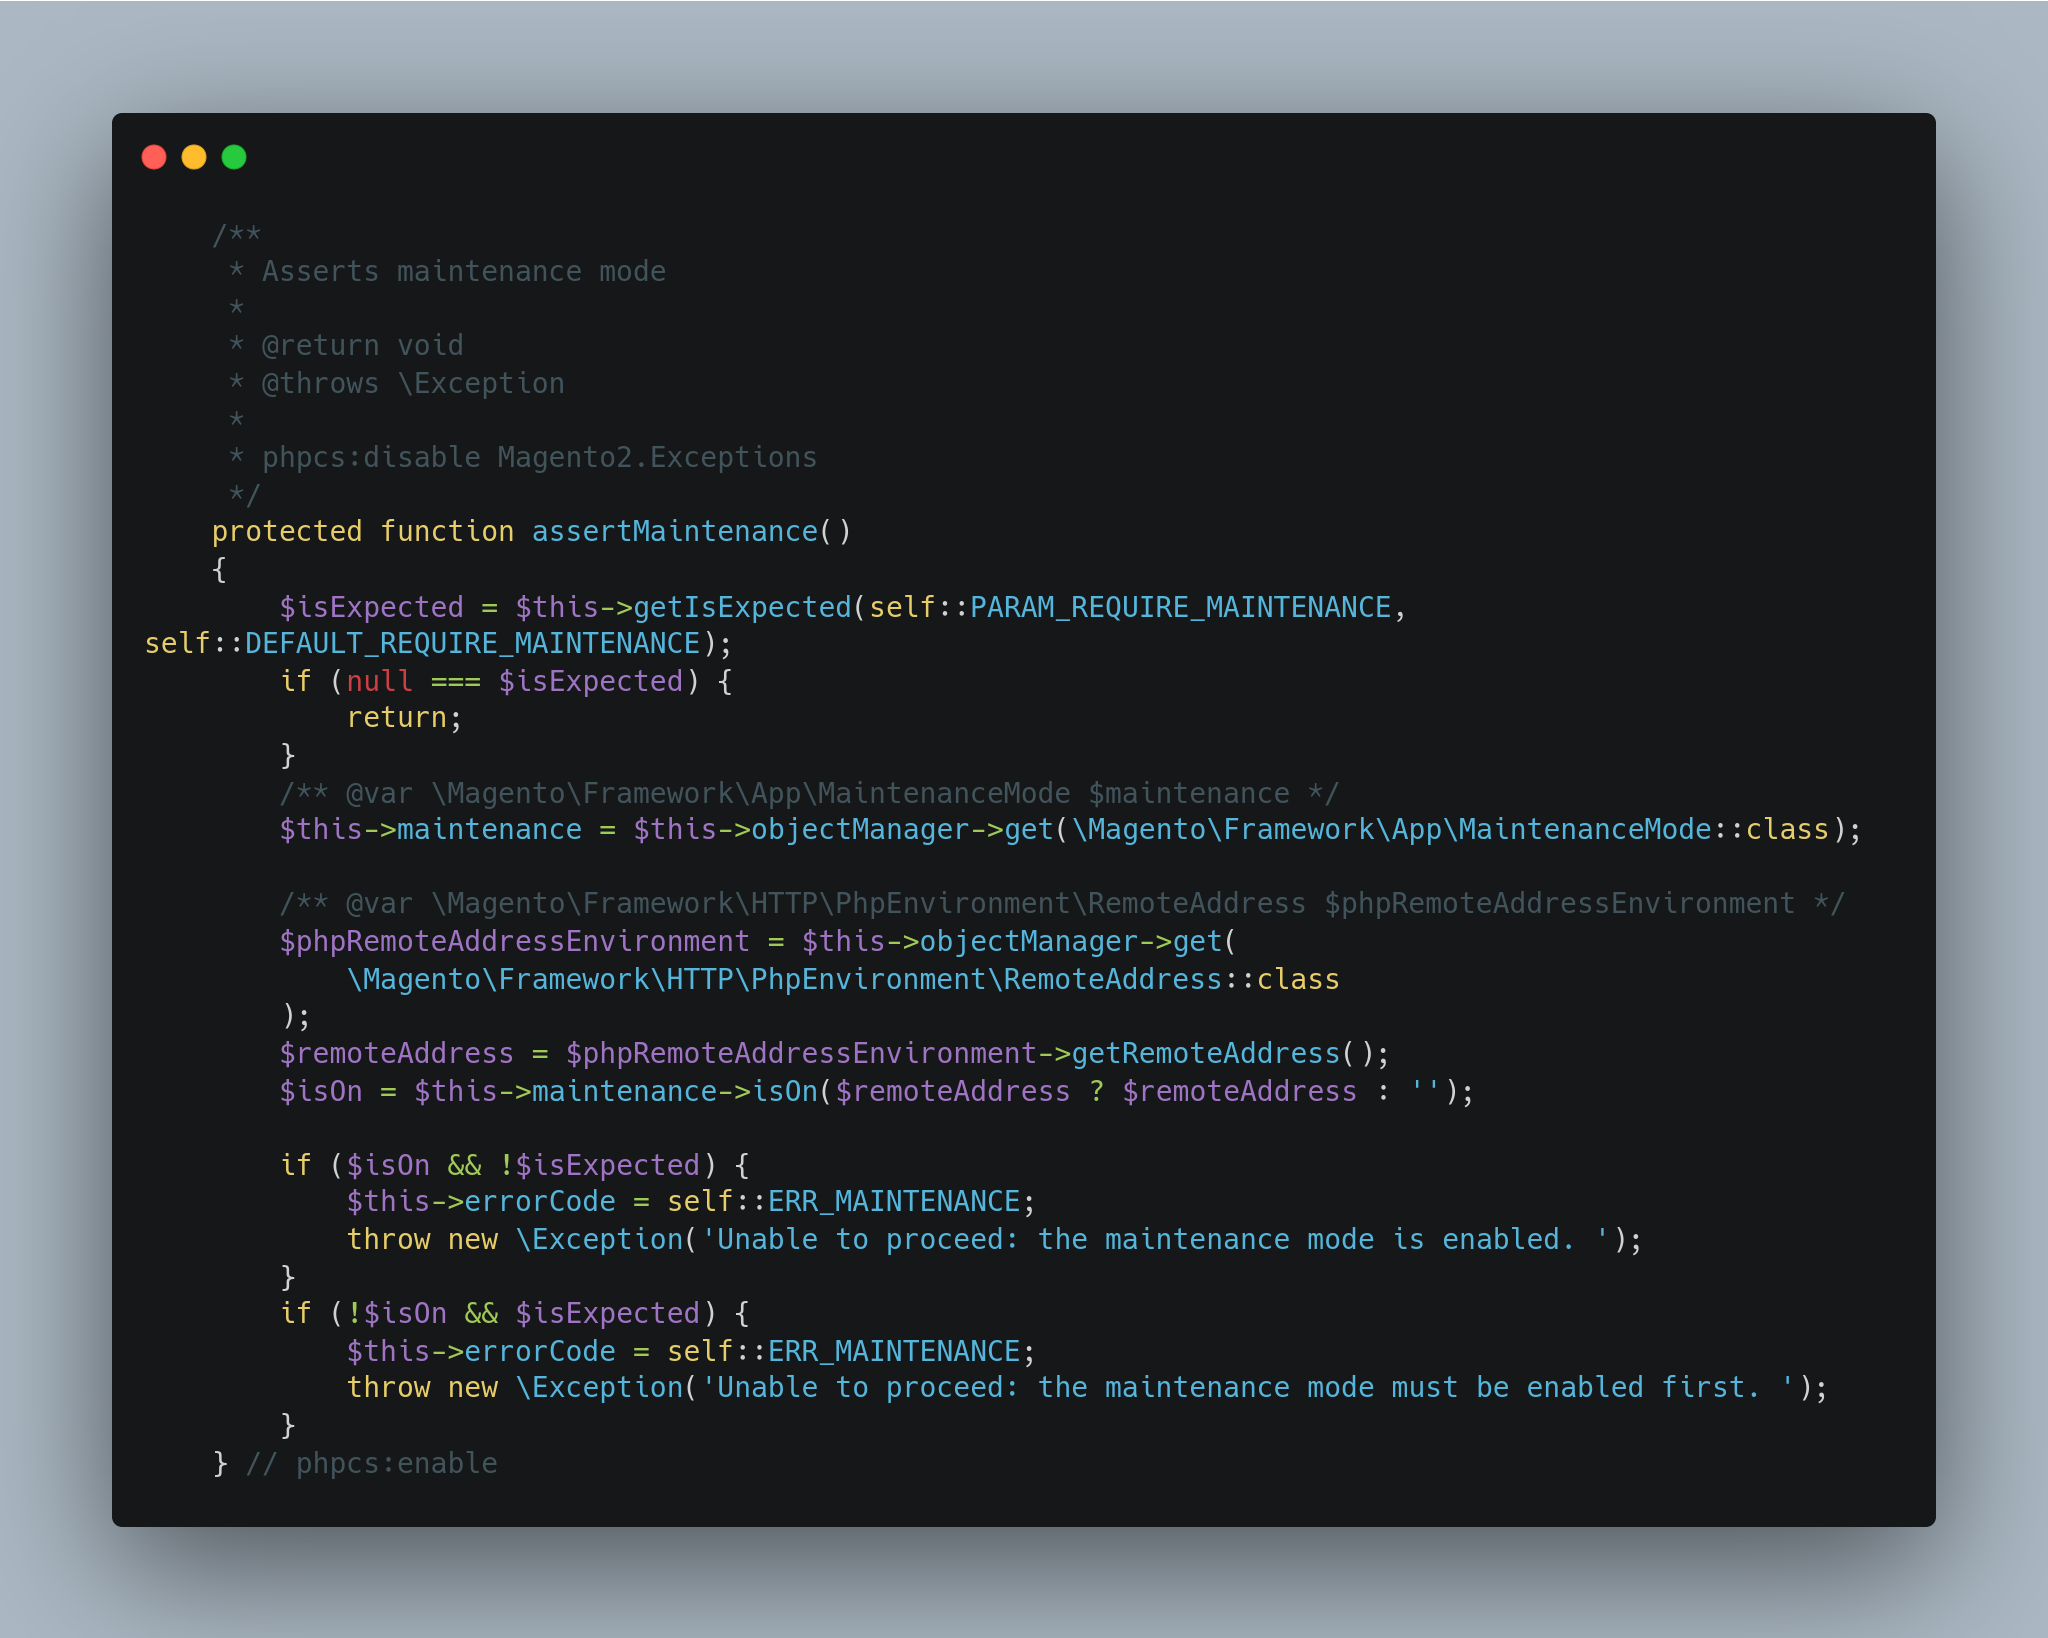 /**
 * Asserts maintenance mode
 *
 * @return void
 * @throws \Exception
 *
 * phpcs:disable Magento2.Exceptions
 */
protected function assertMaintenance()
{
    $isExpected = $this->getIsExpected(self::PARAM_REQUIRE_MAINTENANCE,
self::DEFAULT_REQUIRE_MAINTENANCE);
    if (null === $isExpected) {
        return;
    }
    /** @var \Magento\Framework\App\MaintenanceMode $maintenance */
    $this->maintenance = $this->objectManager->get(\Magento\Framework\App\MaintenanceMode::class);

    /** @var \Magento\Framework\HTTP\PhpEnvironment\RemoteAddress $phpRemoteAddressEnvironment */
    $phpRemoteAddressEnvironment = $this->objectManager->get(
        \Magento\Framework\HTTP\PhpEnvironment\RemoteAddress::class
    );
    $remoteAddress = $phpRemoteAddressEnvironment->getRemoteAddress();
    $isOn = $this->maintenance->isOn($remoteAddress ? $remoteAddress : '');

    if ($isOn && !$isExpected) {
        $this->errorCode = self::ERR_MAINTENANCE;
        throw new \Exception('Unable to proceed: the maintenance mode is enabled. ');
    }
    if (!$isOn && $isExpected) {
        $this->errorCode = self::ERR_MAINTENANCE;
        throw new \Exception('Unable to proceed: the maintenance mode must be enabled first. ');
    }
} // phpcs:enable